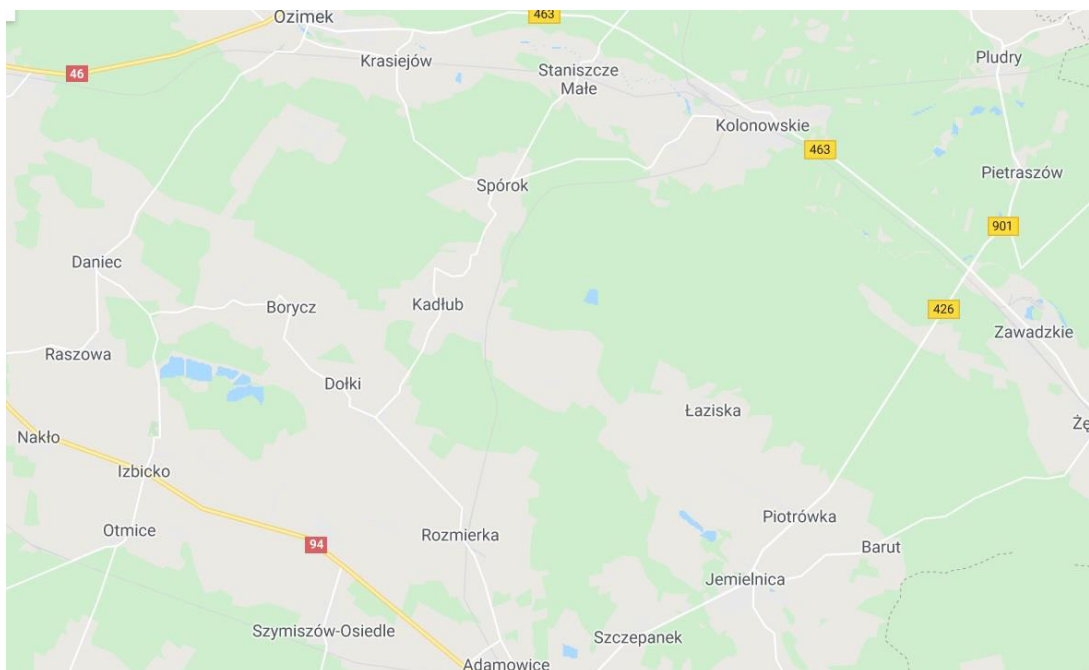 Ozimek
463
Krasiejów
Pludry
46
Staniszcze
Małe
Kolonowskie
463
Pietraszów
Spórok
901
Daniec
Borycz
Kadłub
426
Zawadzkie
Raszowa
Dołki
Łaziska
Nakło
Izbicko
Piotrówka
Otmice
Rozmierka
94
Barut
Jemielnica
Szymiszów-Osiedle
Szczepanek
Adamowice